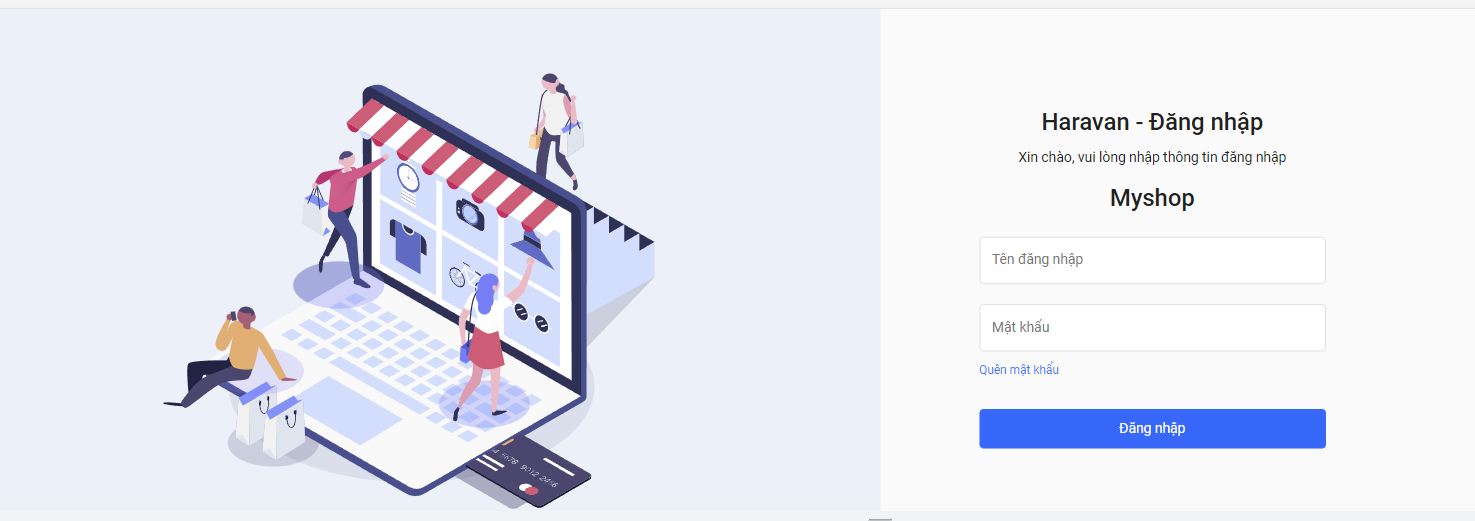 Haravan - Đăng nhập
Xin chào, vui lòng nhập thông tin đăng nhập
Myshop
Tên đăng nhập
Mật khẩu
Quên mật khẩu
Đăng nhập